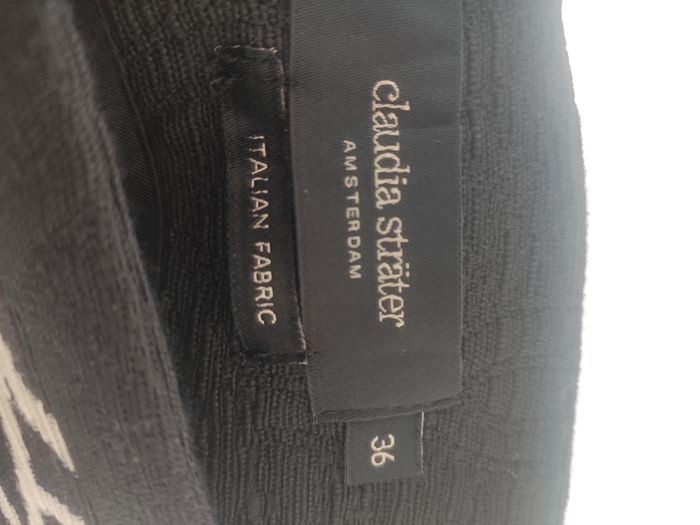 claudia sträter
AMSTERDAM
ITALIAN FABRIC
36